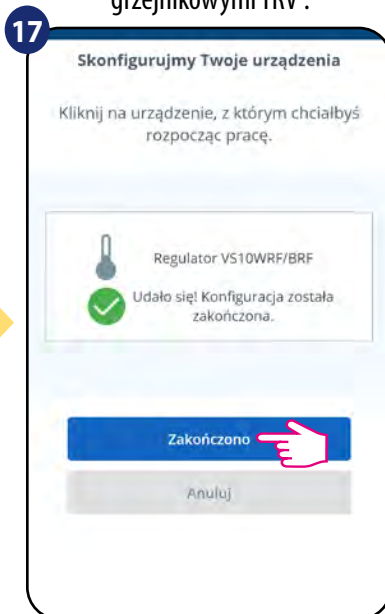 grzejnikowymi TRV .
17
Skonfigurujmy Twoje urządzenia
Kliknij na urządzenie, z którym chciałbyś
rozpocząc pracę.
Regulator VS10WRF/BRF
Udało się! Konfiguracja została
zakończona.
Zakończono
Anuluj